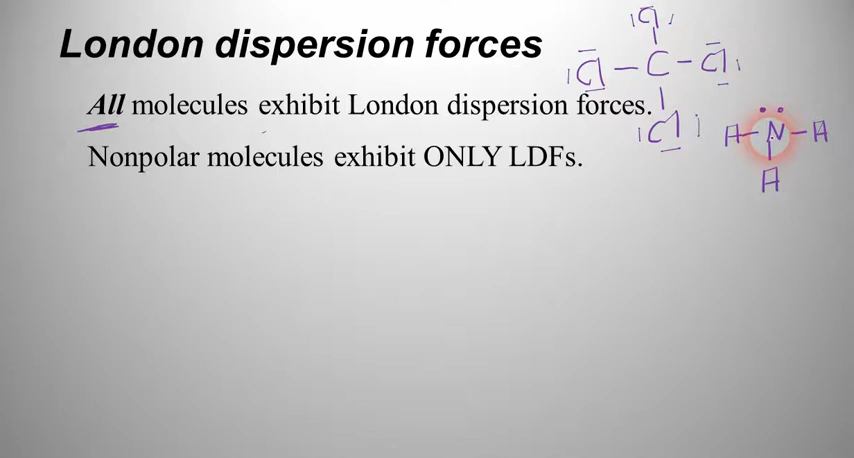 London dispersion forces
All molecules exhibit London dispersion forces.
Nonpolar molecules exhibit ONLY LDFs.
Cl
Cl – C – Cl
Cl
H – N – H
H